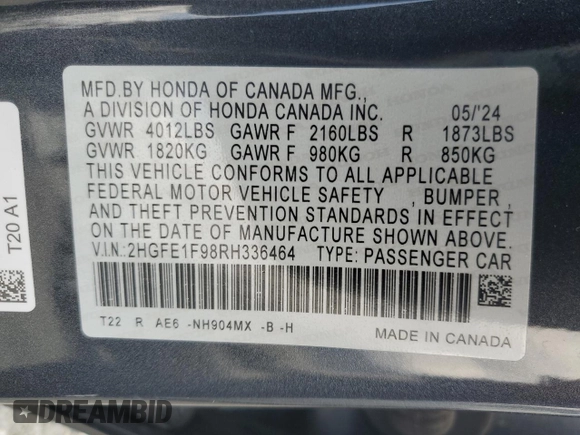 MFD.BY HONDA OF CANADA MFG.,
A DIVISION OF HONDA CANADA INC. 05/'24
GVWR 4012LBS GAWR F 2160LBS R 1873LBS
GVWR 1820KG GAWR F 980KG R 850KG
THIS VEHICLE CONFORMS TO ALL APPLICABLE
FEDERAL MOTOR VEHICLE SAFETY , BUMPER ,
AND THEFT PREVENTION STANDARDS IN EFFECT
ON DATE OF MANUFACTURE SHOWN ABOVE.
V.I.N.:2HGFE1F98RH336464 TYPE: PASSENGER CAR
T22 R AE6 -NH904MX -B -H
MADE IN CANADA
T20 A1
DREAMBID